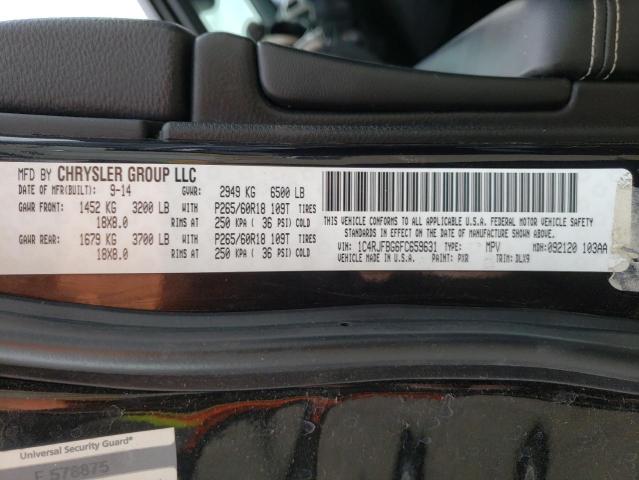 MFD BY CHRYSLER GROUP LLC
DATE OF MFR(BUILT): 9-14 GVWR: 2949 KG 6500 LB
GAWR FRONT: 1452 KG 3200 LB WITH P265/60R18 109T TIRES
18X8.0 RIMS AT 250 KPA ( 36 PSI) COLD
GAWR REAR: 1679 KG 3700 LB WITH P265/60R18 109T TIRES
18X8.0 RIMS AT 250 KPA ( 36 PSI) COLD
THIS VEHICLE CONFORMS TO ALL APPLICABLE U.S.A. FEDERAL MOTOR VEHICLE SAFETY
STANDARDS IN EFFECT ON THE DATE OF MANUFACTURE SHOWN ABOVE.
VIN: 1C4RJFBG6FC659631 TYPE: MPV MDH: 092120 103AA
VEHICLE MADE IN U.S.A. PAINT: PXR TRIM: DLX9
Universal Security Guard®
E 578875